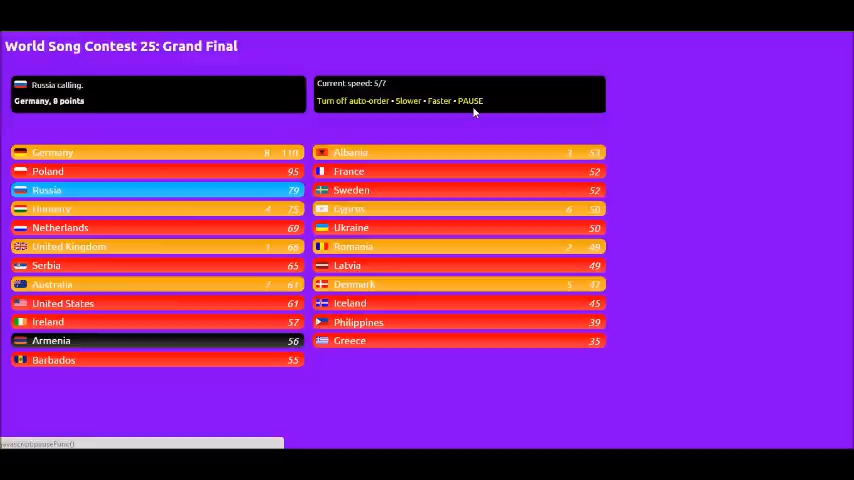 World Song Contest 25: Grand Final
Russia calling.
Germany, 8 points
Current speed: 5/7
Turn off auto-order • Slower • Faster • PAUSE
Germany 8 110
Poland 95
Russia 79
Hungary 4 75
Netherlands 69
United Kingdom 1 66
Serbia 65
Australia 7 61
United States 61
Ireland 57
Armenia 56
Barbados 55
Albania 3 53
France 52
Sweden 52
Cyprus 6 50
Ukraine 50
Romania 2 49
Latvia 49
Denmark 5 47
Iceland 45
Philippines 39
Greece 35
javascript:pauseFunc()